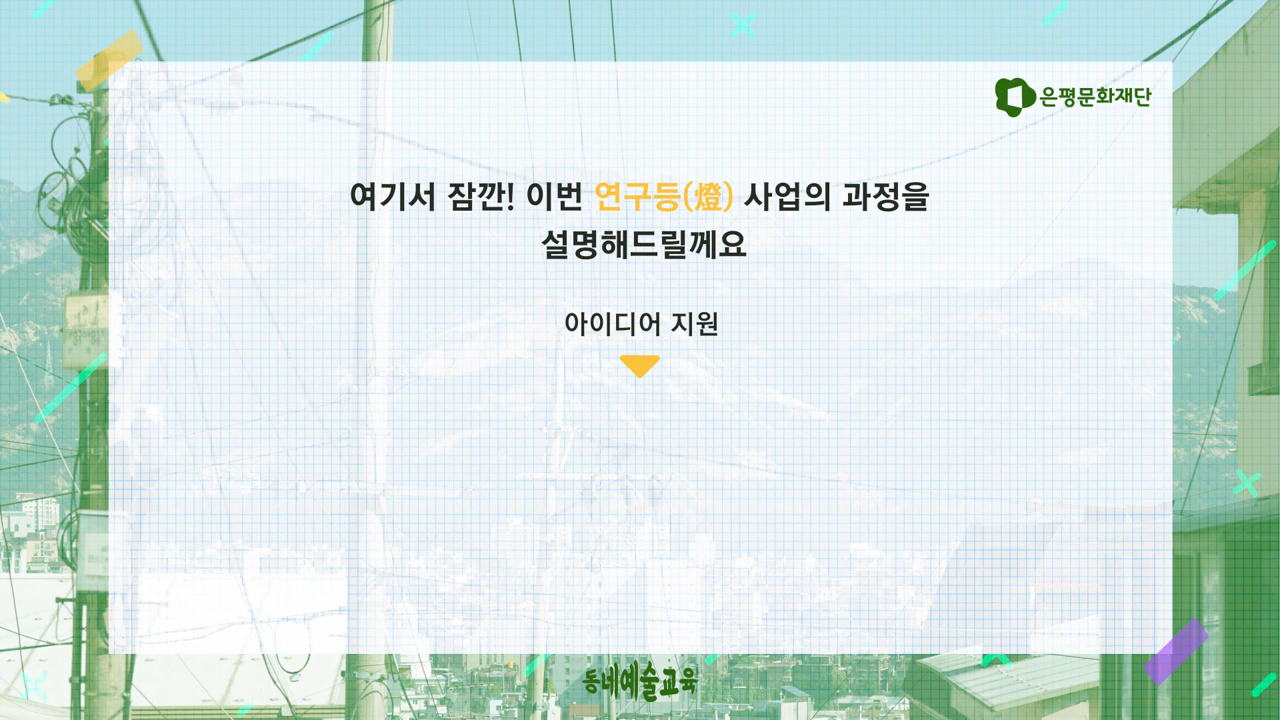 은평문화재단
여기서 잠깐! 이번 연구등(燈) 사업의 과정을
설명해드릴께요
아이디어 지원
동네예술교육